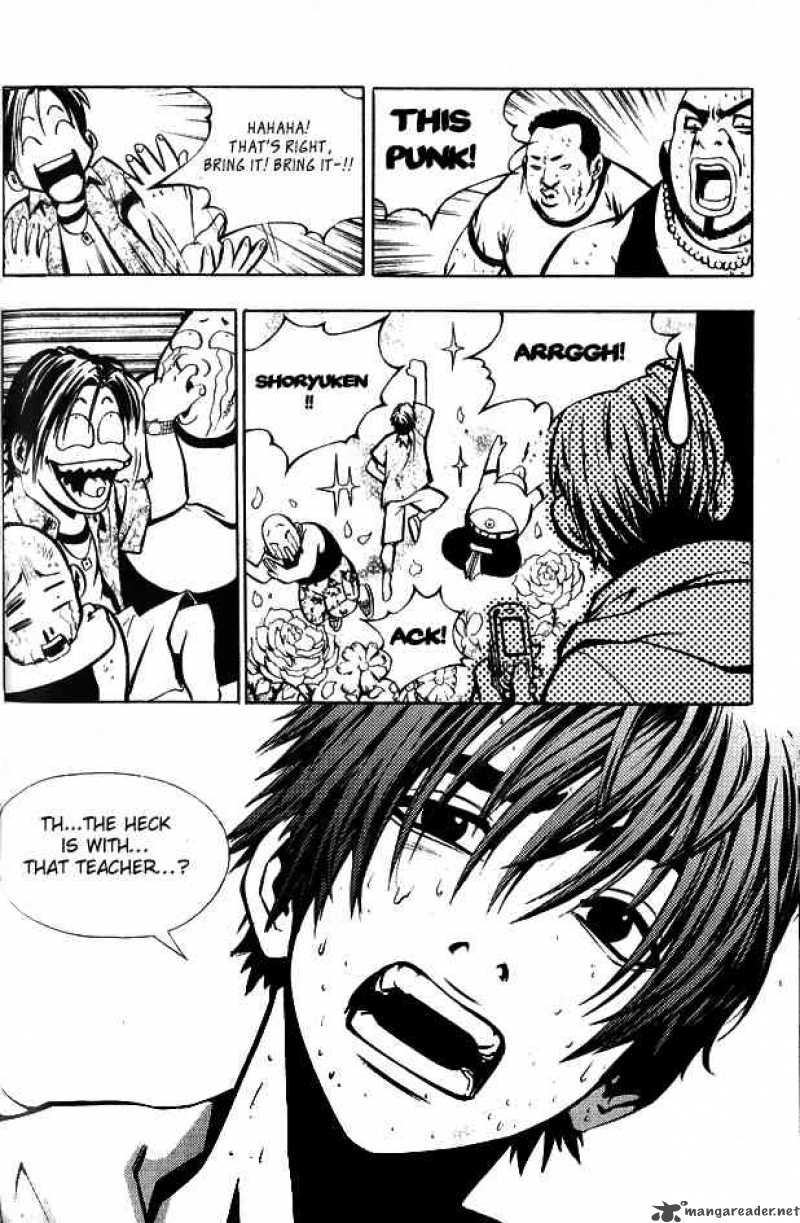 HAHAHA!
THAT'S RIGHT,
BRING IT! BRING IT-!!
THIS
PUNK!
SHORYUKEN
!!
ARRGGH!
ACK!
TH...THE HECK
IS WITH...
THAT TEACHER...?
mangareader.net